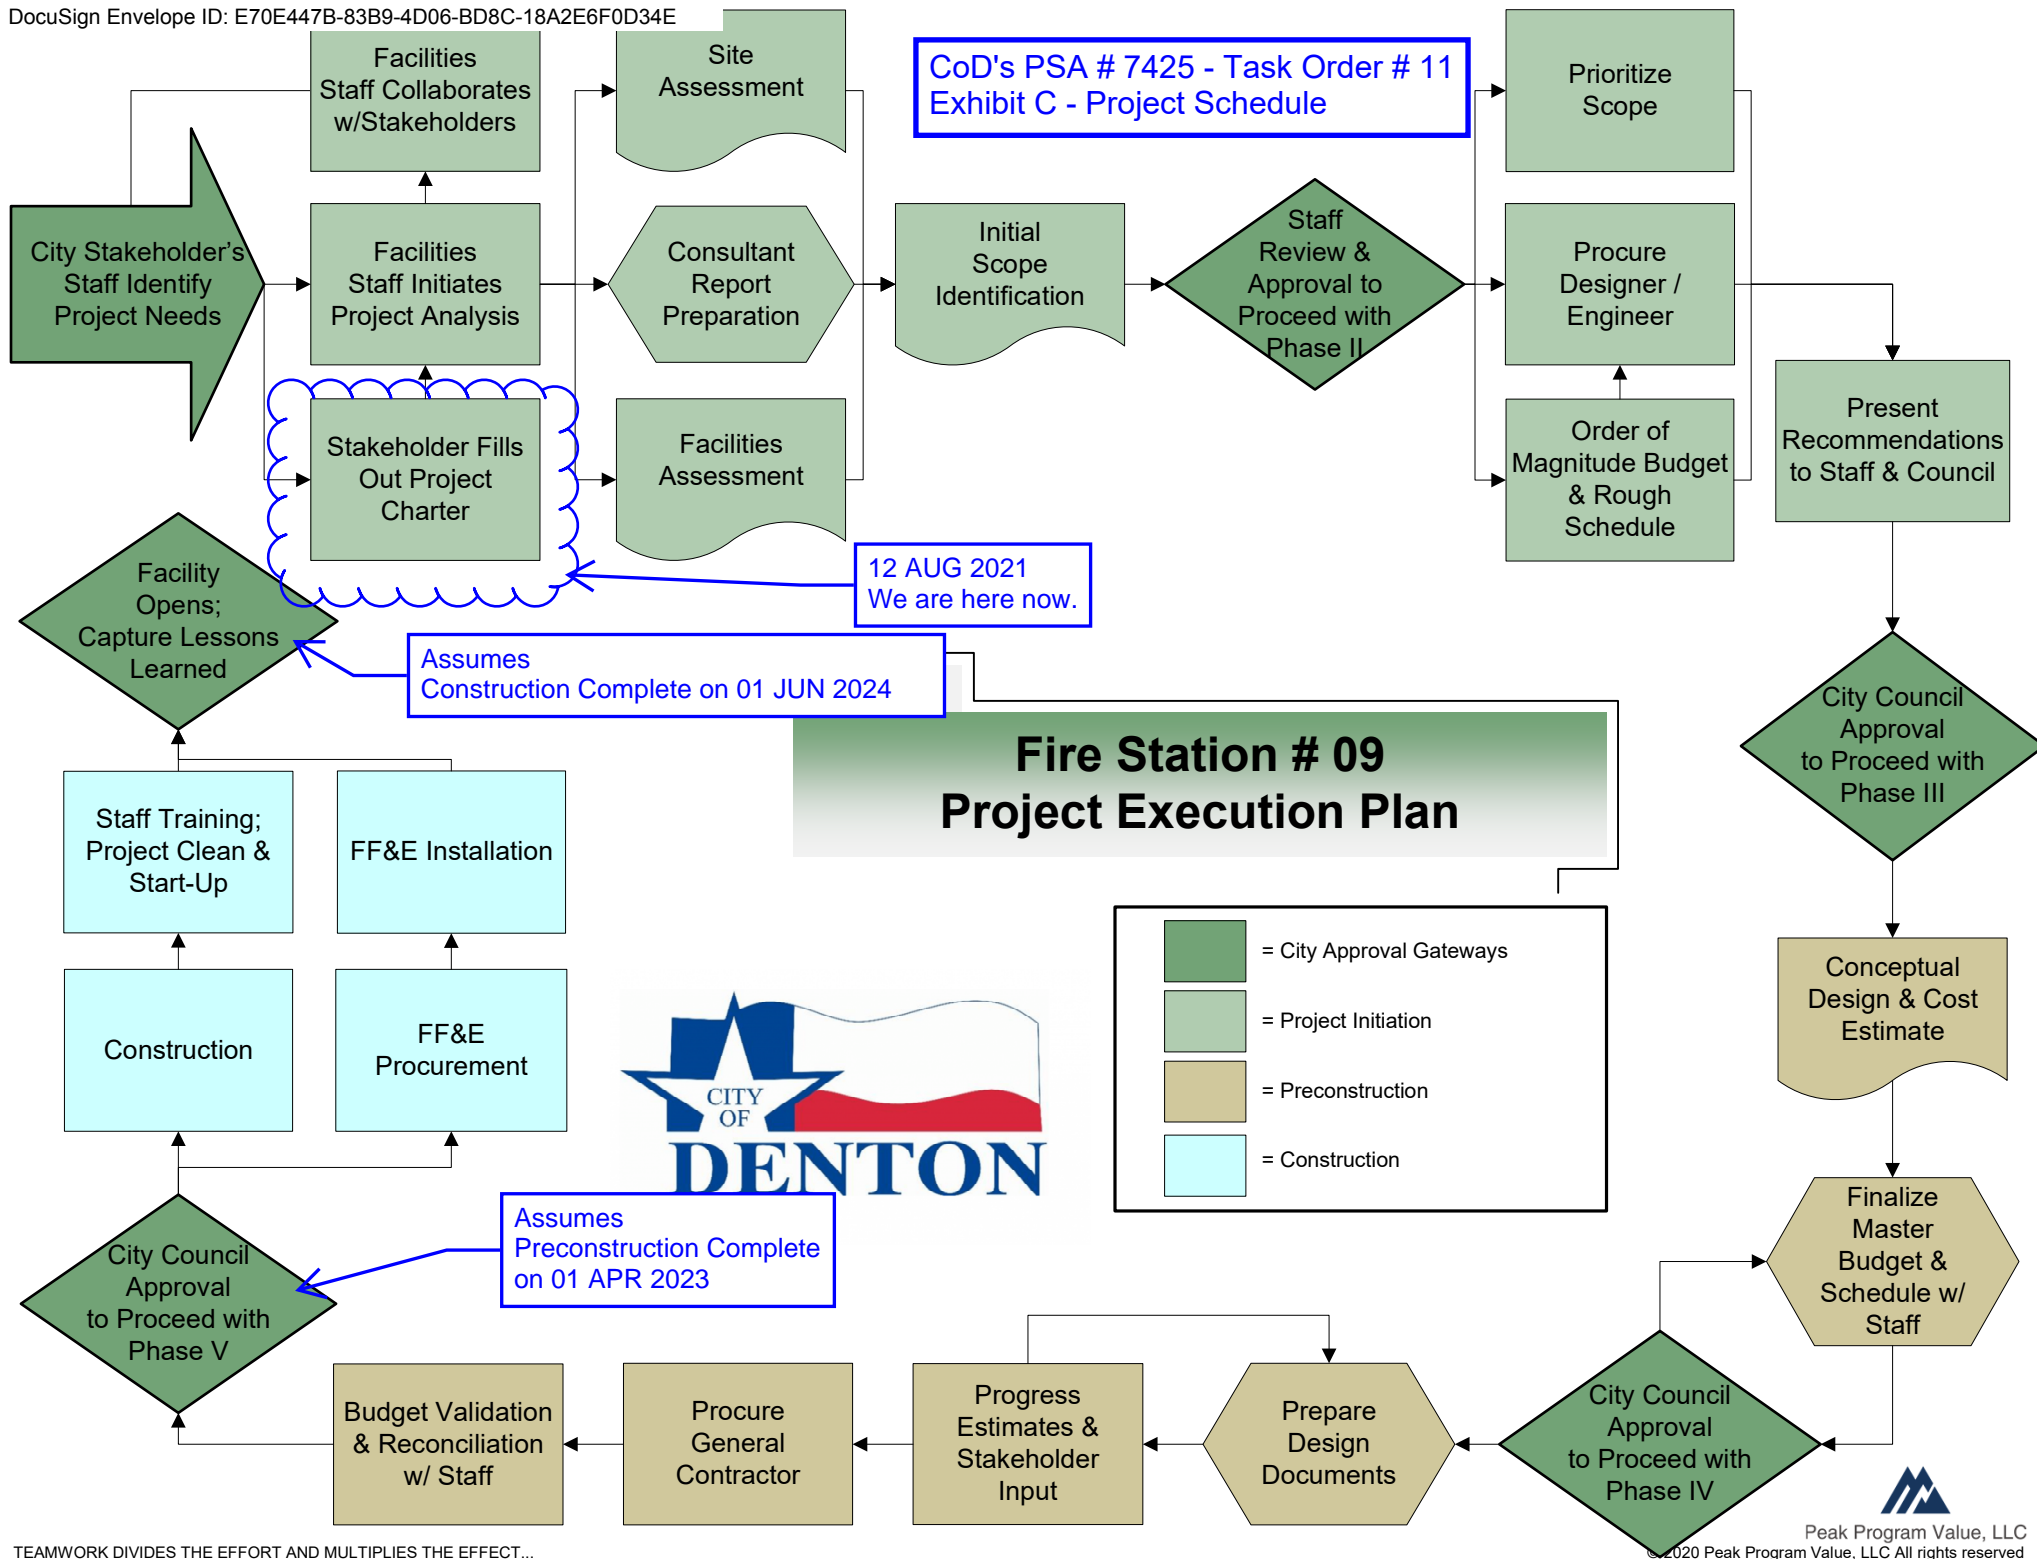 DocuSign Envelope ID: E70E447B-83B9-4D06-BD8C-18A2E6F0D34E
Facilities
Staff Collaborates
w/Stakeholders
Site
Assessment
CoD's PSA # 7425 - Task Order # 11
Exhibit C - Project Schedule
Prioritize
Scope
City Stakeholder's
Staff Identify
Project Needs
Facilities
Staff Initiates
Project Analysis
Consultant
Report
Preparation
Initial
Scope
Identification
Staff
Review &
Approval to
Proceed with
Phase II
Procure
Designer /
Engineer
Stakeholder Fills
Out Project
Charter
Facilities
Assessment
Order of
Magnitude Budget
& Rough
Schedule
Present
Recommendations
to Staff & Council
12 AUG 2021
We are here now.
Facility
Opens;
Capture Lessons
Learned
Assumes
Construction Complete on 01 JUN 2024
City Council
Approval
to Proceed with
Phase III
Fire Station # 09
Project Execution Plan
Staff Training;
Project Clean &
Start-Up
FF&E Installation
= City Approval Gateways
= Project Initiation
= Preconstruction
= Construction
Conceptual
Design & Cost
Estimate
Construction
FF&E
Procurement
CITY
OF
DENTON
Assumes
Preconstruction Complete
on 01 APR 2023
City Council
Approval
to Proceed with
Phase V
Finalize
Master
Budget &
Schedule w/
Staff
Budget Validation
& Reconciliation
w/ Staff
Procure
General
Contractor
Progress
Estimates &
Stakeholder
Input
Prepare
Design
Documents
City Council
Approval
to Proceed with
Phase IV
Peak Program Value, LLC
TEAMWORK DIVIDES THE EFFORT AND MULTIPLIES THE EFFECT...
© 2020 Peak Program Value, LLC All rights reserved